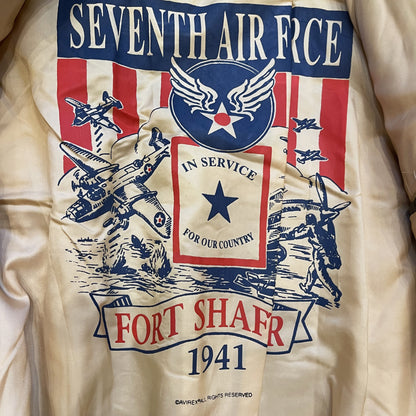 SEVENTH AIR FRCE
IN SERVICE
FOR OUR COUNTRY
FORT SHAFR
1941
©AVIREX ALL RIGHTS RESERVED